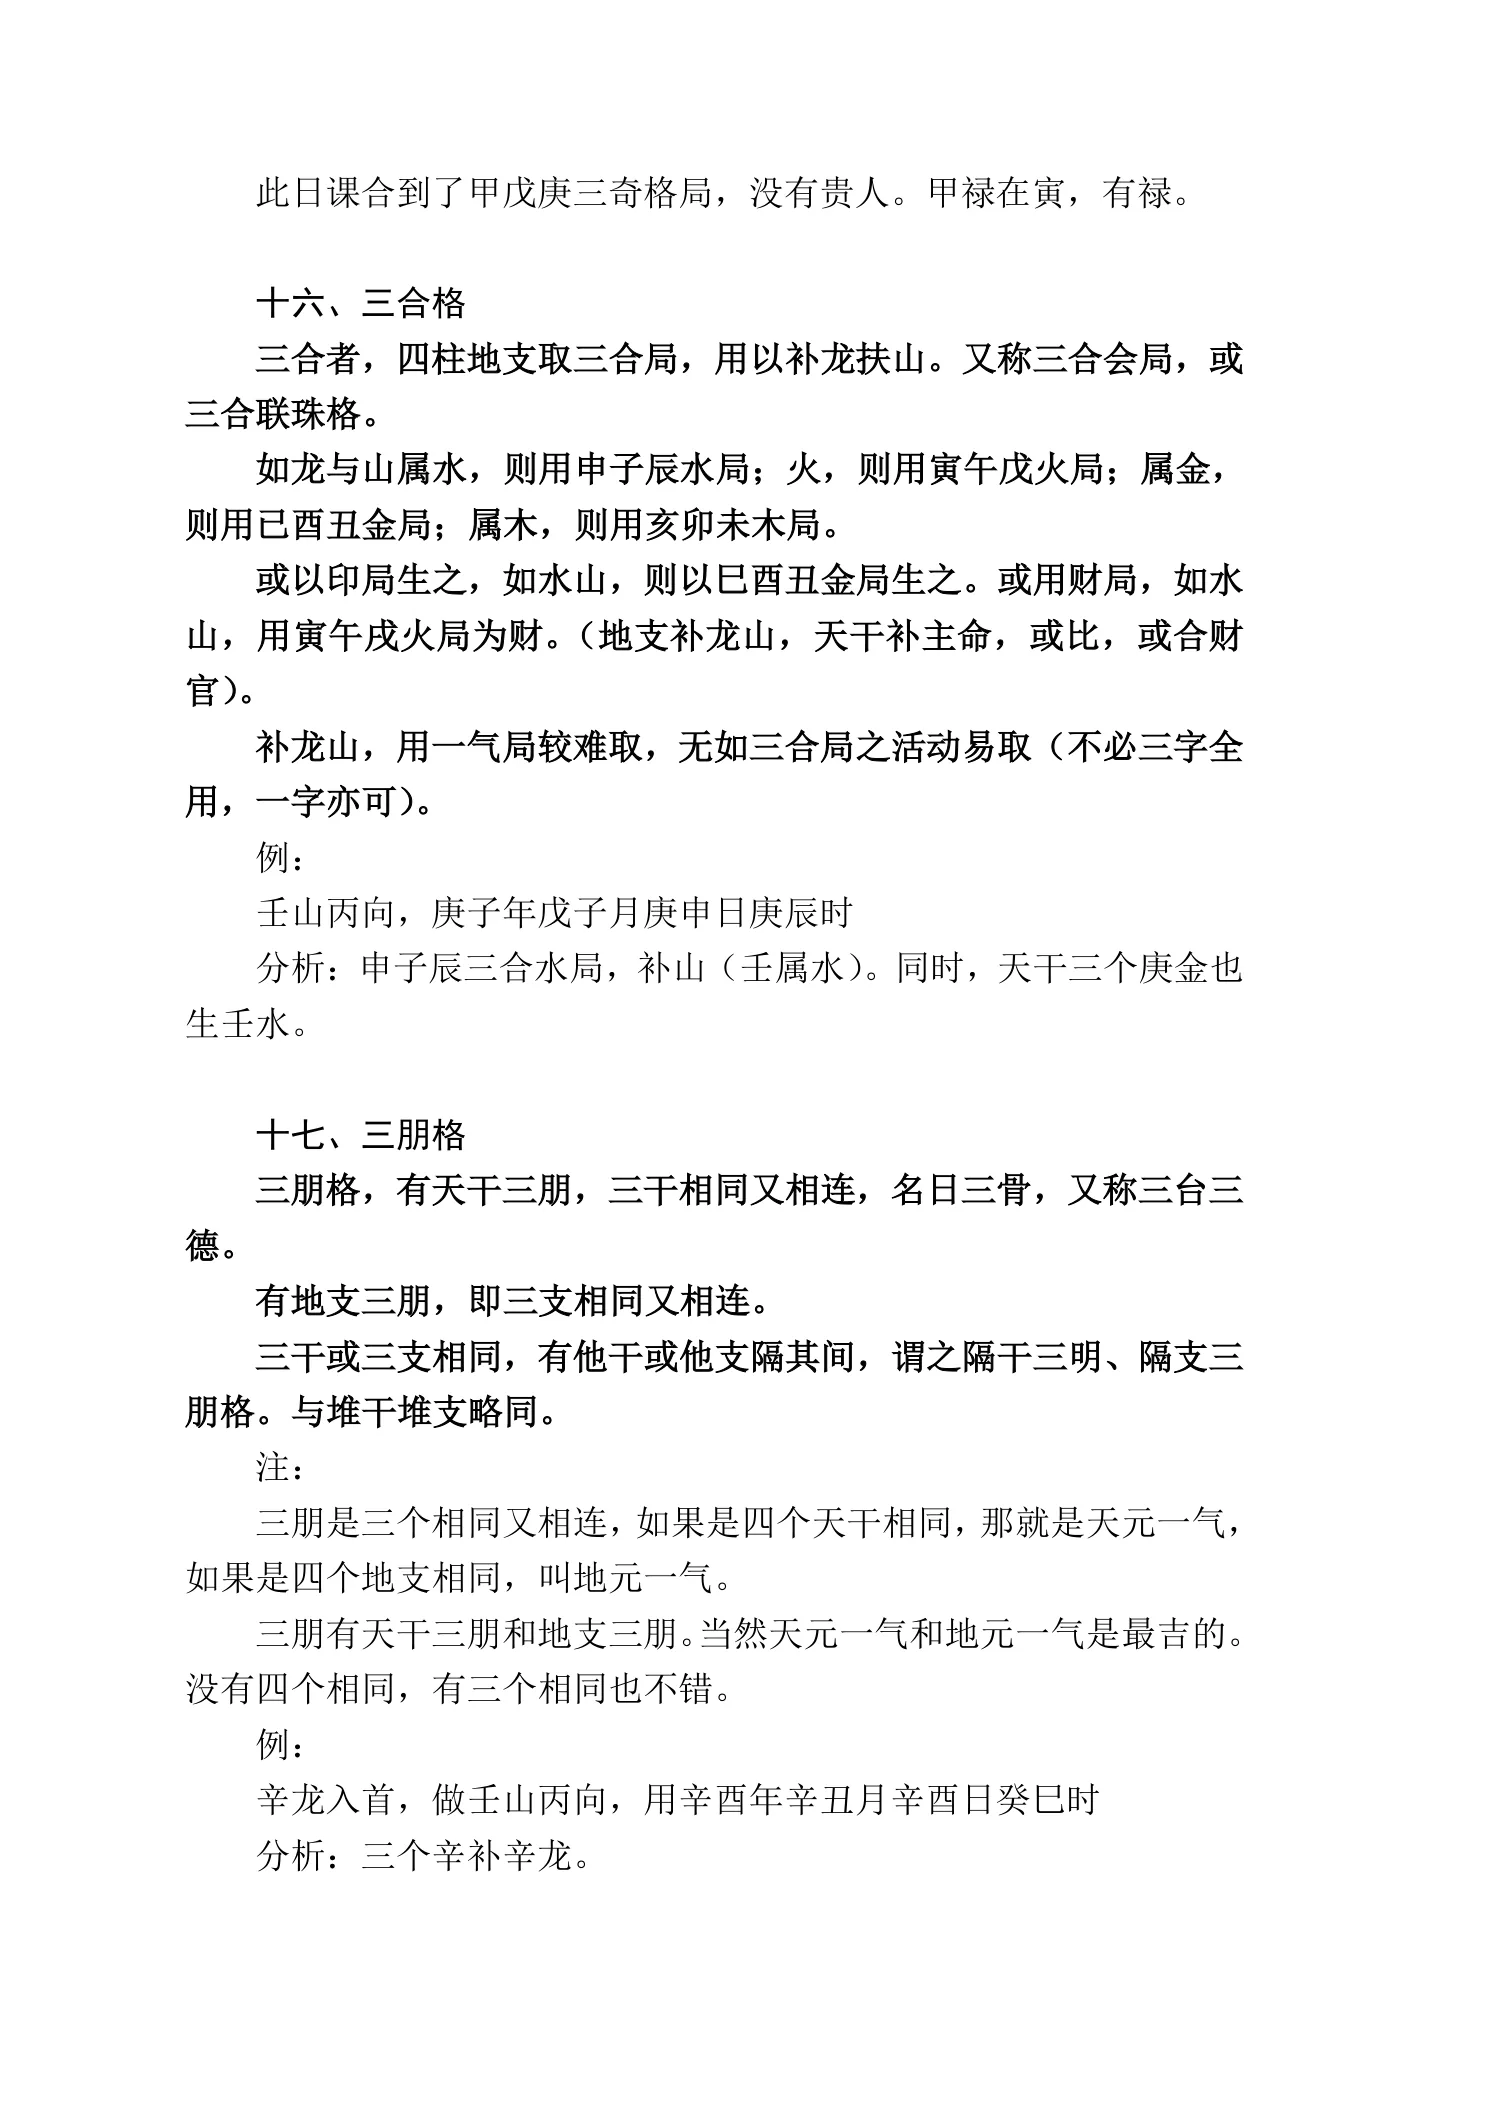 此日课合到了甲戊庚三奇格局，没有贵人。甲禄在寅，有禄。
十六、三合格
三合者，四柱地支取三合局，用以补龙扶山。又称三合会局，或
三合联珠格。
如龙与山属水，则用申子辰水局；火，则用寅午戊火局；属金，
则用已酉丑金局；属木，则用亥卯未木局。
或以印局生之，如水山，则以巳酉丑金局生之。或用财局，如水
山，用寅午戌火局为财。（地支补龙山，天干补主命，或比，或合财
官）。
补龙山，用一气局较难取，无如三合局之活动易取（不必三字全
用，一字亦可）。
例：
壬山丙向，庚子年戊子月庚申日庚辰时
分析：申子辰三合水局，补山（壬属水）。同时，天干三个庚金也
生壬水。
十七、三朋格
三朋格，有天干三朋，三干相同又相连，名日三骨，又称三台三
德。
有地支三朋，即三支相同又相连。
三干或三支相同，有他干或他支隔其间，谓之隔干三明、隔支三
朋格。与堆干堆支略同。
注：
三朋是三个相同又相连，如果是四个天干相同，那就是天元一气，
如果是四个地支相同，叫地元一气。
三朋有天干三朋和地支三朋。当然天元一气和地元一气是最吉的。
没有四个相同，有三个相同也不错。
例：
辛龙入首，做壬山丙向，用辛酉年辛丑月辛酉日癸巳时
分析：三个辛补辛龙。